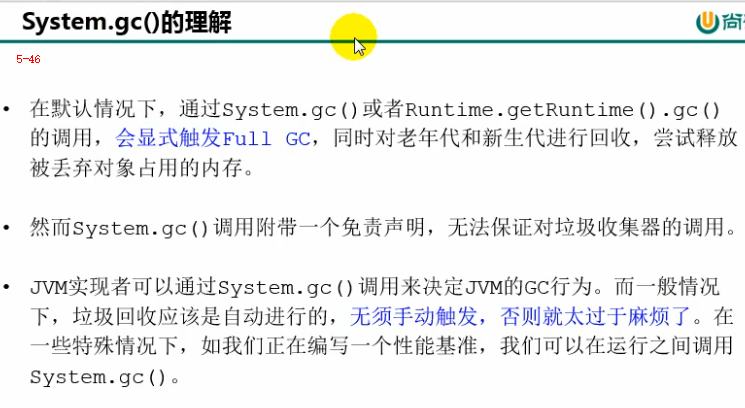 System.gc()的理解
尚
5-46
• 在默认情况下，通过System.gc()或者Runtime.getRuntime().gc()
的调用，会显式触发Full GC，同时对老年代和新生代进行回收，尝试释放
被丢弃对象占用的内存。
• 然而System.gc()调用附带一个免责声明，无法保证对垃圾收集器的调用。
• JVM实现者可以通过System.gc()调用来决定JVM的GC行为。而一般情况
下，垃圾回收应该是自动进行的，无须手动触发，否则就太过于麻烦了。在
一些特殊情况下，如我们正在编写一个性能基准，我们可以在运行之间调用
System.gc()。